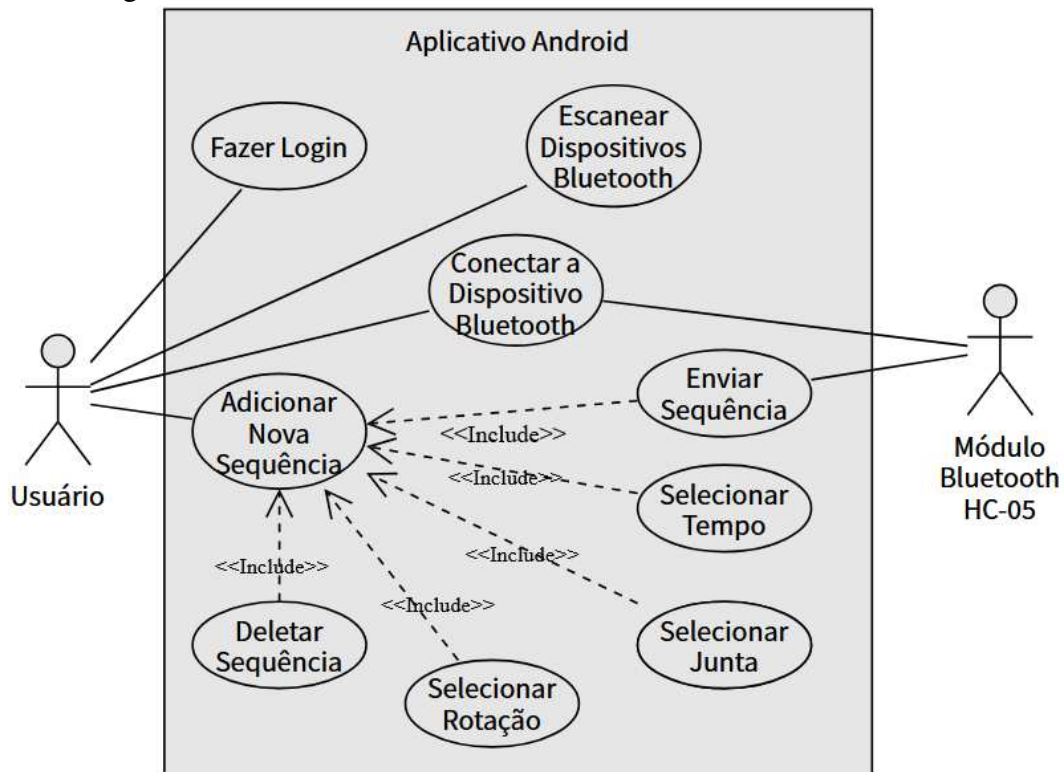 Aplicativo Android
Fazer Login
Escanear
Dispositivos
Bluetooth
Conectar a
Dispositivo
Bluetooth
Enviar
Sequência
Adicionar
Nova
Sequência
<<Include>>
Usuário
Módulo
Bluetooth
HC-05
<<Include>>
Selecionar
Tempo
<<Include>>
<<Include>>
<<Include>>
Deletar
Sequência
Selecionar
Junta
Selecionar
Rotação